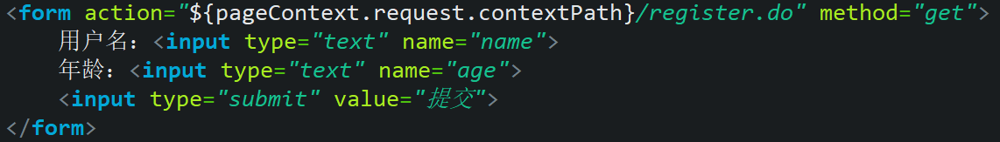 <form action="${pageContext.request.contextPath}/register.do" method="get">
用户名：<input type="text" name="name">
年龄：<input type="text" name="age">
<input type="submit" value="提交">
</form>